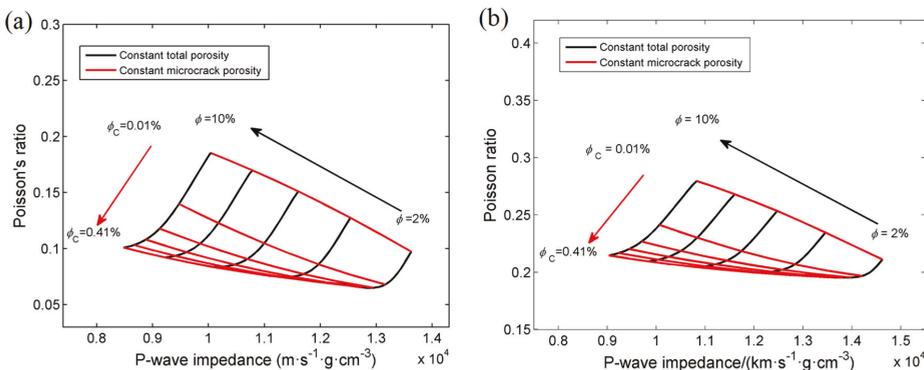 (a)
0.3
0.25
0.2
0.15
0.1
0.05
Poisson's ratio
Constant total porosity
Constant microcrack porosity
ϕC=0.01%
ϕ=10%
ϕC=0.41%
ϕ=2%
0.8 0.9 1 1.1 1.2 1.3 1.4
× 10⁴
P-wave impedance (m·s⁻¹·g·cm⁻³)
(b)
0.4
0.35
0.3
0.25
0.2
0.15
Poisson ratio
Constant total porosity
Constant microcrack porosity
ϕ = 10%
ϕC = 0.01%
ϕC=0.41%
ϕ = 2%
0.8 0.9 1 1.1 1.2 1.3 1.4 1.5
× 10⁴
P-wave impedance/(km·s⁻¹·g·cm⁻³)